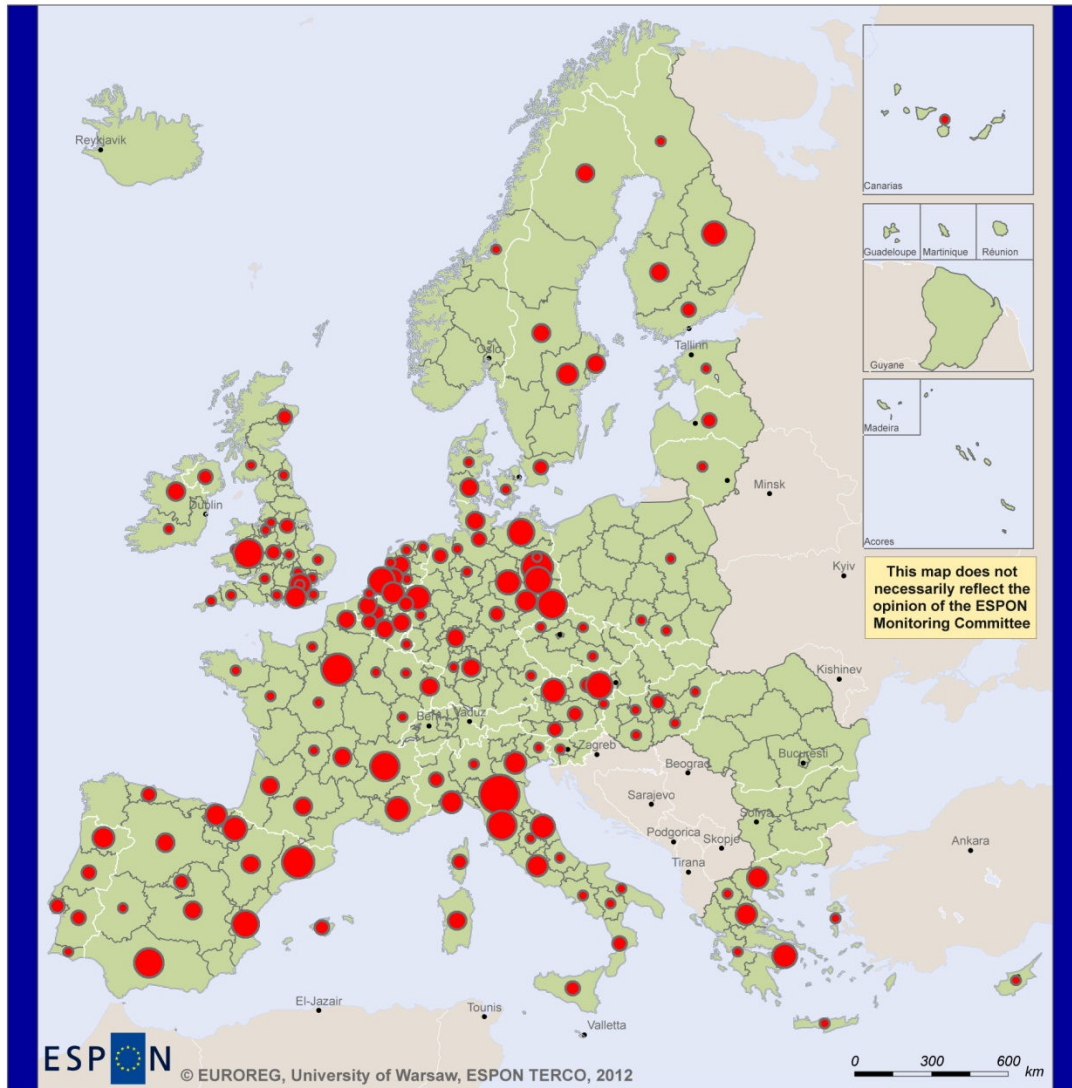 Reykjavik
Canarias
Guadeloupe
Martinique
Réunion
Guyane
Madeira
Acores
This map does not
necessarily reflect the
opinion of the ESPON
Monitoring Committee
Oslo
Tallinn
Dublin
Minsk
Kyiv
Kishinev
Bern
Vaduz
Zagreb
Beograd
Bucuresti
Sarajevo
Podgorica
Skopje
Sofiya
Tirana
Ankara
El-Jazair
Tounis
Valletta
ESPON
© EUROREG, University of Warsaw, ESPON TERCO, 2012
0 300 600
km